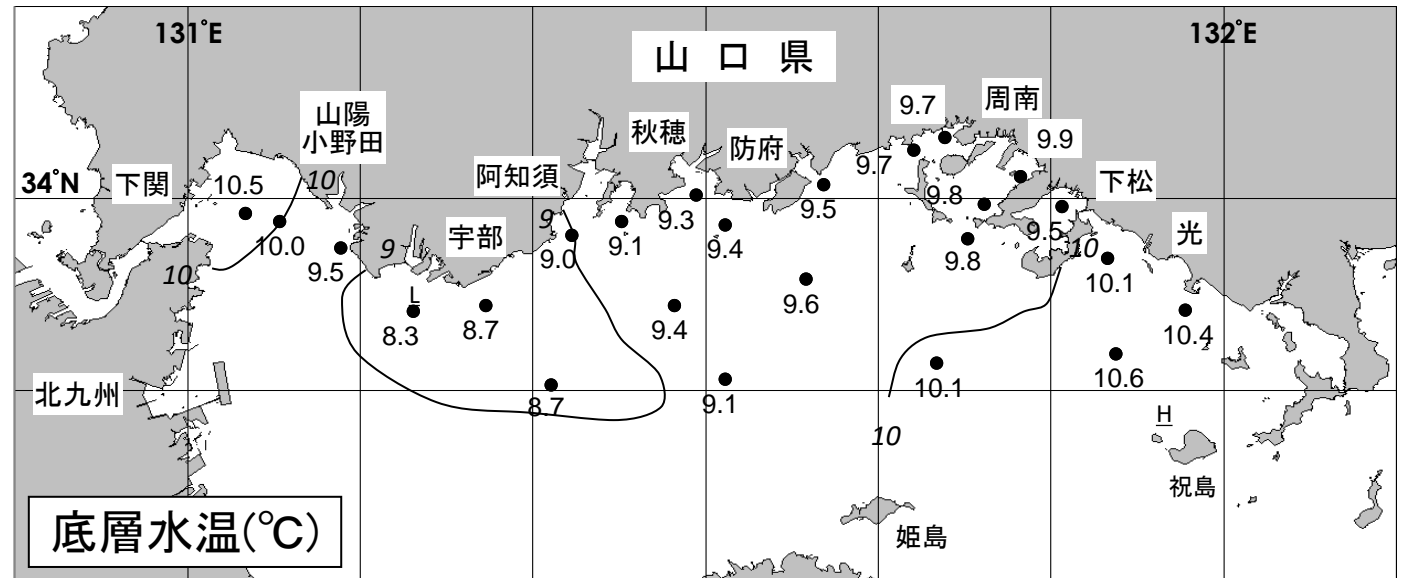 131°E
132°E
山口県
9.7
周南
山陽
小野田
秋穂
防府
9.7
9.9
阿知須
34°N
下関
10.5
10
下松
9.8
9.5
9.3
9
宇部
9
9.1
9.4
9.5
10
光
10.0
9.5
9.0
9.8
10.1
10
L
8.3
8.7
9.4
9.6
10.4
北九州
8.7
9.1
10.1
10.6
H
10
祝島
底層水温(℃)
姫島